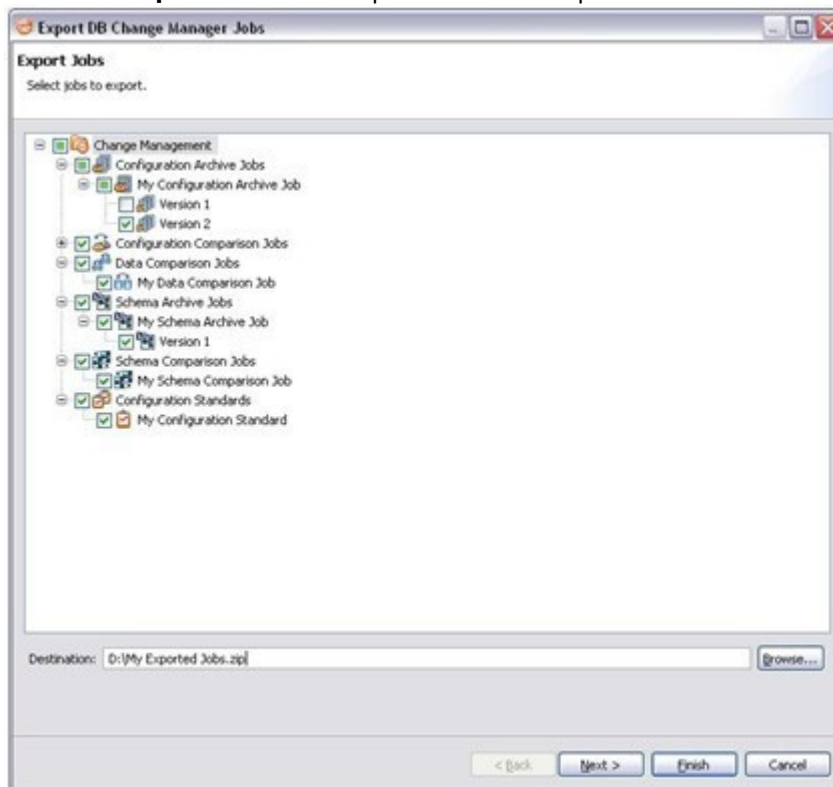 Export DB Change Manager Jobs
Export Jobs
Select jobs to export.
Change Management
Configuration Archive Jobs
My Configuration Archive Job
Version 1
Version 2
Configuration Comparison Jobs
Data Comparison Jobs
My Data Comparison Job
Schema Archive Jobs
My Schema Archive Job
Version 1
Schema Comparison Jobs
My Schema Comparison Job
Configuration Standards
My Configuration Standard
Destination: D:\My Exported Jobs.zip Browse...
< Back Next > Finish Cancel